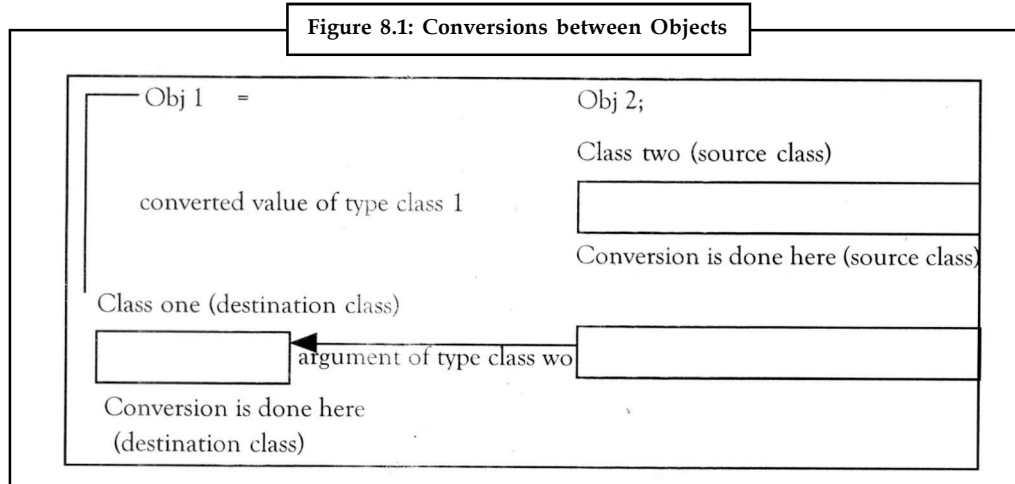 Figure 8.1: Conversions between Objects
Obj 1 = Obj 2;
Class two (source class)
converted value of type class 1
Conversion is done here (source class)
Class one (destination class)
argument of type class wo
Conversion is done here
(destination class)